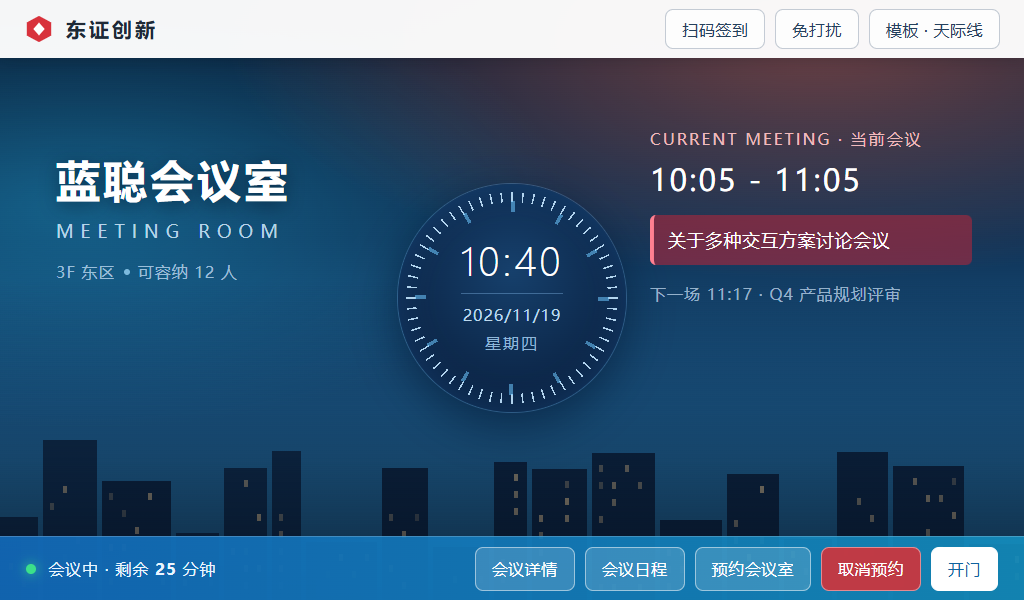 东证创新
扫码签到
免打扰
模板 · 天际线
蓝聪会议室
MEETING ROOM
3F 东区 • 可容纳 12 人
10:40
2026/11/19
星期四
CURRENT MEETING · 当前会议
10:05 - 11:05
关于多种交互方案讨论会议
下一场 11:17 · Q4 产品规划评审
会议中 · 剩余 25 分钟
会议详情
会议日程
预约会议室
取消预约
开门